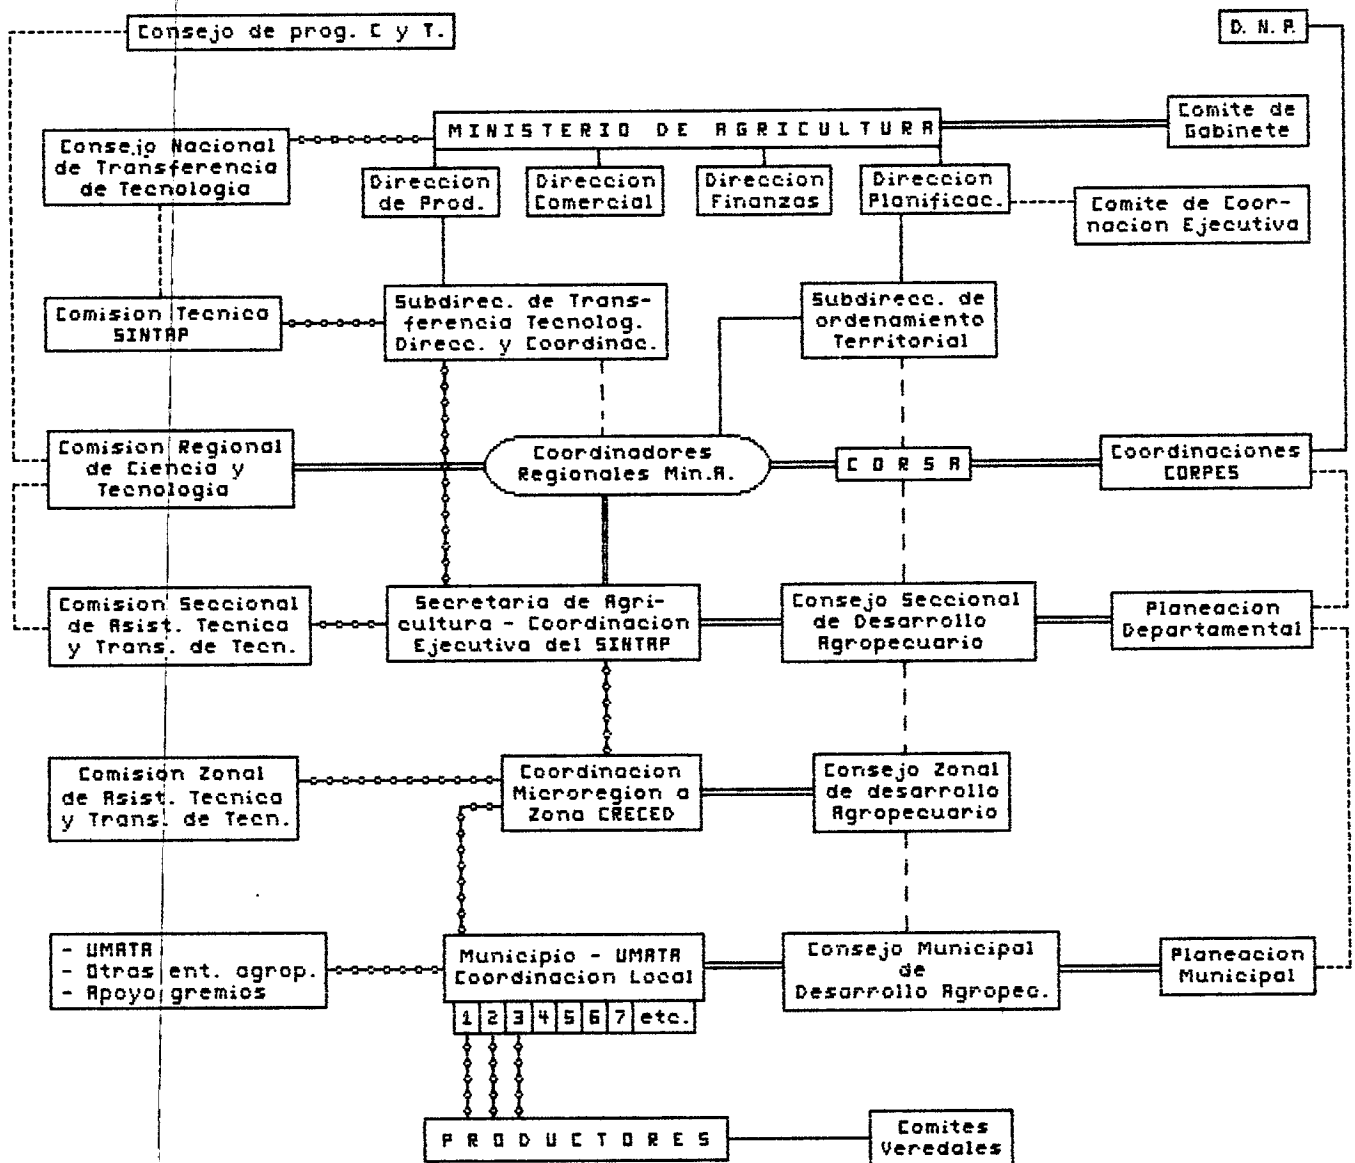 Consejo de prog. C y T.
D. N. P.
MINISTERIO DE AGRICULTURA
Comite de
Gabinete
Consejo Nacional
de Transferencia
de Tecnologia
Direccion
de Prod.
Direccion
Comercial
Direccion
Finanzas
Direccion
Planificac.
Comite de Coor-
nacion Ejecutiva
Comision Tecnica
SINTAP
Subdirec. de Trans-
ferencia Tecnolog.
Direcc. y Coordinac.
Subdirecc. de
ordenamiento
Territorial
Comision Regional
de Ciencia y
Tecnologia
Coordinadores
Regionales Min.A.
CORSA
Coordinaciones
CORPES
Comision Seccional
de Asist. Tecnica
y Trans. de Tecn.
Secretaria de Agri-
cultura - Coordinacion
Ejecutiva del SINTAP
Consejo Seccional
de Desarrollo
Agropecuario
Planeacion
Departamental
Comision Zonal
de Asist. Tecnica
y Trans. de Tecn.
Coordinacion
Microregion a
Zona CRECED
Consejo Zonal
de desarrollo
Agropecuario
- UMATA
- Otras ent. agrop.
- Apoyo gremios
Municipio - UMATA
Coordinacion Local
1 2 3 4 5 6 7 etc.
Consejo Municipal
de
Desarrollo Agropec.
Planeacion
Municipal
PRODUCTORES
Comites
Veredales